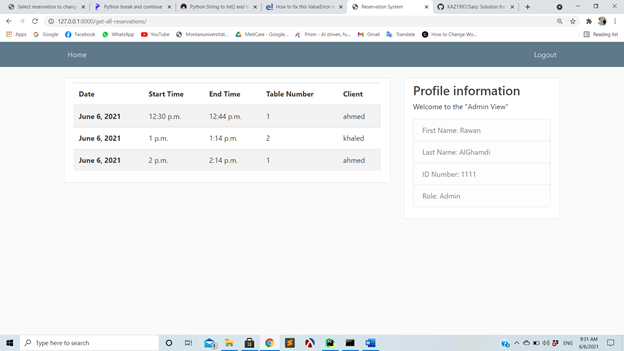 Select reservation to chang
Python break and continue
Python String to Int() and In
How to fix this ValueError i
Reservation System
KAZ1997/Sary: Solution fo
127.0.0.1:8000/get-all-reservations/
Apps
Google
Facebook
WhatsApp
YouTube
Montanuniversität...
MedCare - Google...
Prism - AI driven, fu...
Gmail
Translate
How to Change Wo...
Reading list
Home
Logout
Date Start Time End Time Table Number Client
June 6, 2021 12:30 p.m. 12:44 p.m. 1 ahmed
June 6, 2021 1 p.m. 1:14 p.m. 2 khaled
June 6, 2021 2 p.m. 2:14 p.m. 1 ahmed
Profile information
Welcome to the "Admin View"
First Name: Rawan
Last Name: AlGhamdi
ID Number: 1111
Role: Admin
Type here to search
ENG
9:31 AM
6/6/2021